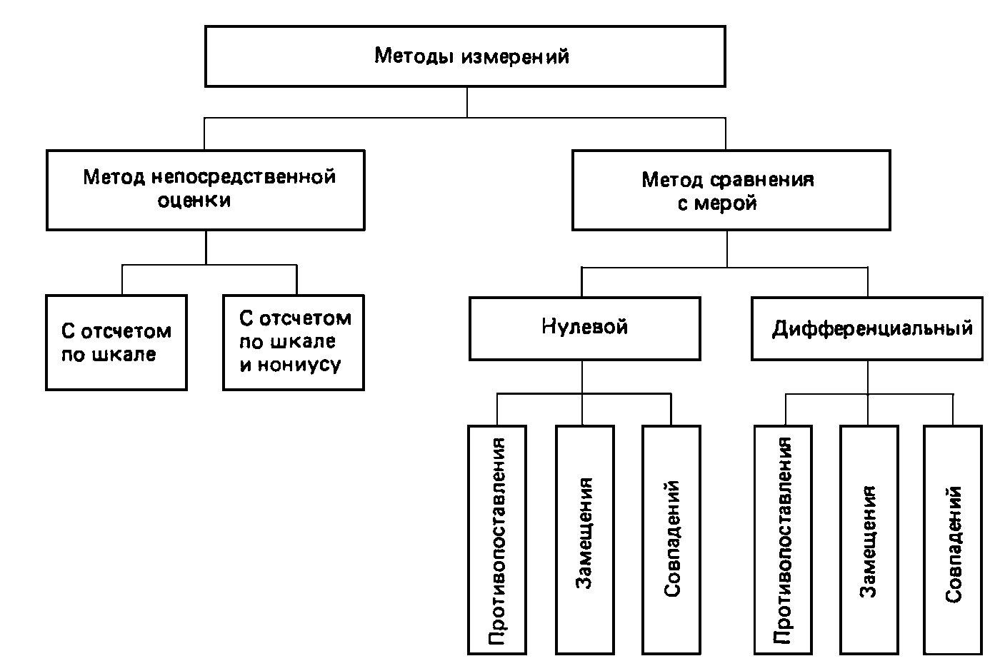 Методы измерений
Метод непосредственной
оценки
Метод сравнения
с мерой
С отсчетом
по шкале
С отсчетом
по шкале
и нониусу
Нулевой
Дифференциальный
Противопоставления
Замещения
Совпадений
Противопоставления
Замещения
Совпадений